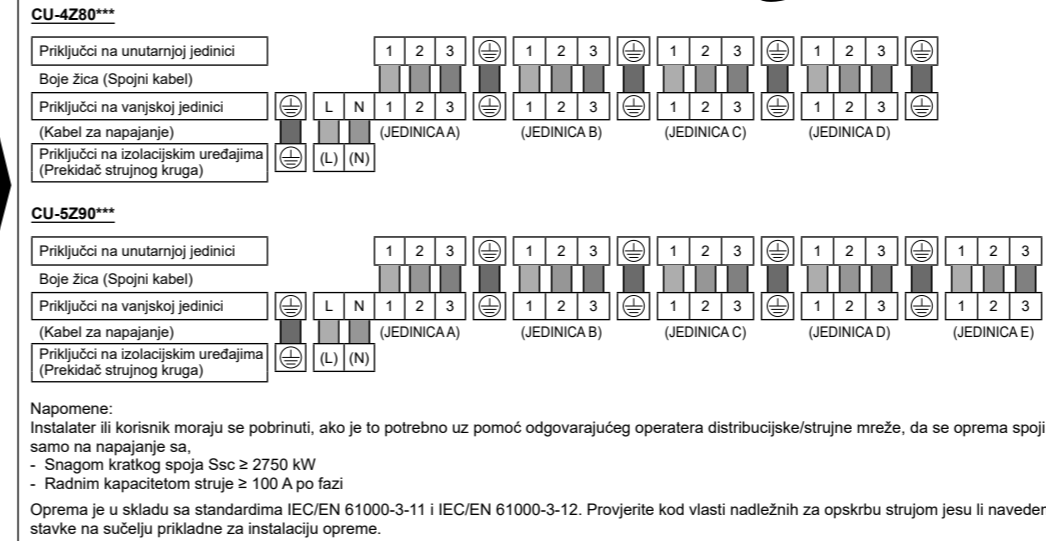 CU-4Z80***
Priključci na unutarnjoj jedinici 1 2 3 1 2 3 1 2 3 1 2 3
Boje žica (Spojni kabel)
Priključci na vanjskoj jedinici L N 1 2 3 1 2 3 1 2 3 1 2 3
(Kabel za napajanje) (JEDINICA A) (JEDINICA B) (JEDINICA C) (JEDINICA D)
Priključci na izolacijskim uređajima (L) (N)
(Prekidač strujnog kruga)
CU-5Z90***
Priključci na unutarnjoj jedinici 1 2 3 1 2 3 1 2 3 1 2 3 1 2 3
Boje žica (Spojni kabel)
Priključci na vanjskoj jedinici L N 1 2 3 1 2 3 1 2 3 1 2 3 1 2 3
(Kabel za napajanje) (JEDINICA A) (JEDINICA B) (JEDINICA C) (JEDINICA D) (JEDINICA E)
Priključci na izolacijskim uređajima (L) (N)
(Prekidač strujnog kruga)
Napomene:
Instalater ili korisnik moraju se pobrinuti, ako je to potrebno uz pomoć odgovarajućeg operatera distribucijske/strujne mreže, da se oprema spoji
samo na napajanje sa,
- Snagom kratkog spoja Ssc ≥ 2750 kW
- Radnim kapacitetom struje ≥ 100 A po fazi
Oprema je u skladu sa standardima IEC/EN 61000-3-11 i IEC/EN 61000-3-12. Provjerite kod vlasti nadležnih za opskrbu strujom jesu li
stavke na sučelju prikladne za instalaciju opreme.